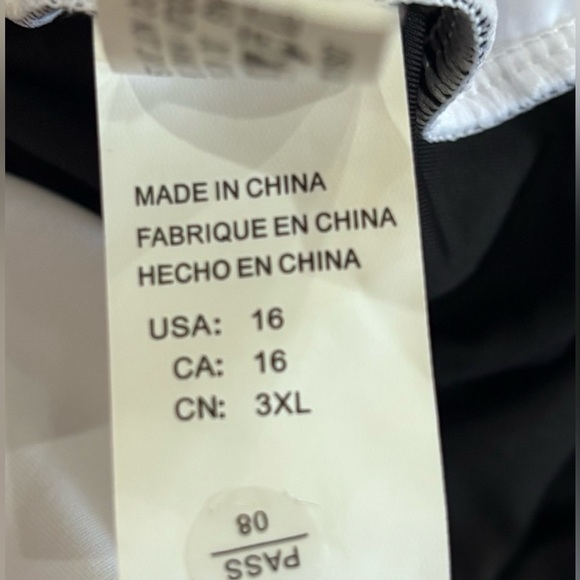 MADE IN CHINA
FABRIQUE EN CHINA
HECHO EN CHINA
USA: 16
CA: 16
CN: 3XL
PASS
08